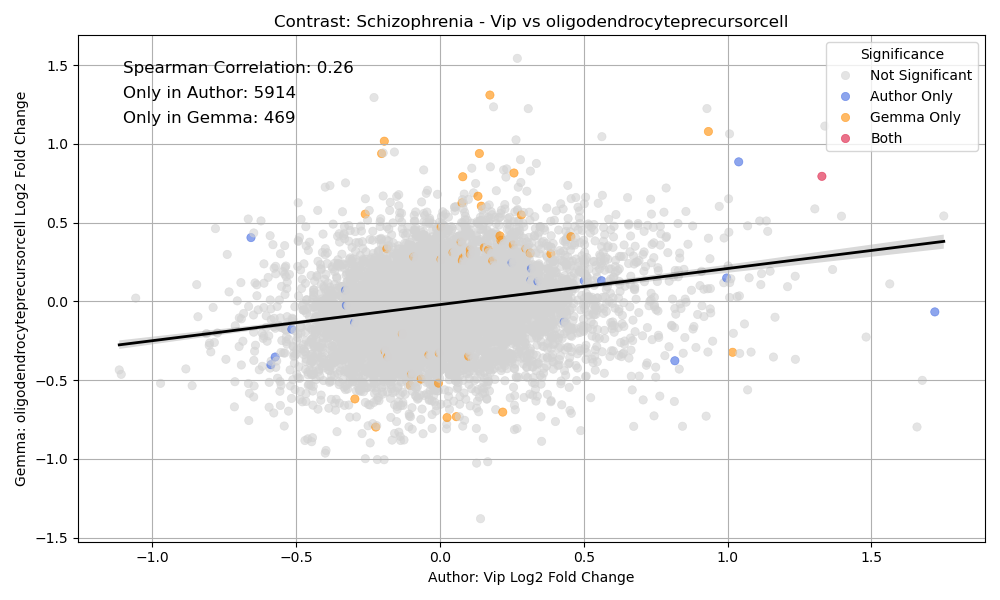 Contrast: Schizophrenia - Vip vs oligodendrocyteprecursorcell
Spearman Correlation: 0.26
Only in Author: 5914
Only in Gemma: 469
Significance
Not Significant
Author Only
Gemma Only
Both
1.5
1.0
0.5
0.0
−0.5
−1.0
−1.5
Gemma: oligodendrocyteprecursorcell Log2 Fold Change
−1.0 −0.5 0.0 0.5 1.0 1.5
Author: Vip Log2 Fold Change